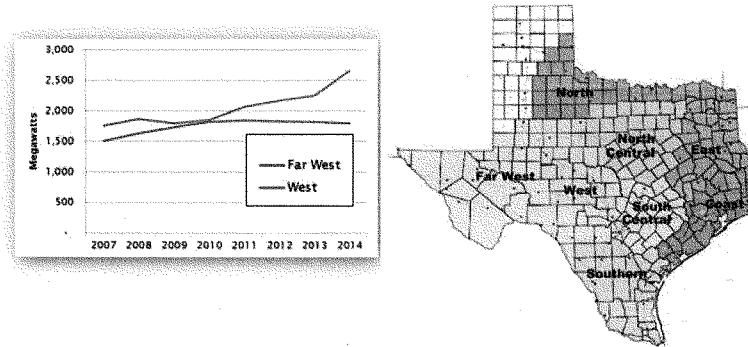 3,000
2,500
2,000
1,500
1,000
500
-
Megawatts
2007 2008 2009 2010 2011 2012 2013 2014
Far West
West
North
North
Central
East
Far West
West
South
Central
Coast
Southern